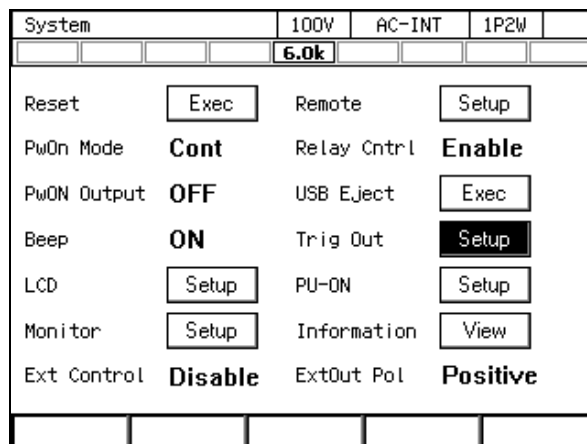 System 100V AC-INT 1P2W
6.0k
Reset Exec Remote Setup
PwOn Mode Cont Relay Cntrl Enable
PwON Output OFF USB Eject Exec
Beep ON Trig Out Setup
LCD Setup PU-ON Setup
Monitor Setup Information View
Ext Control Disable ExtOut Pol Positive